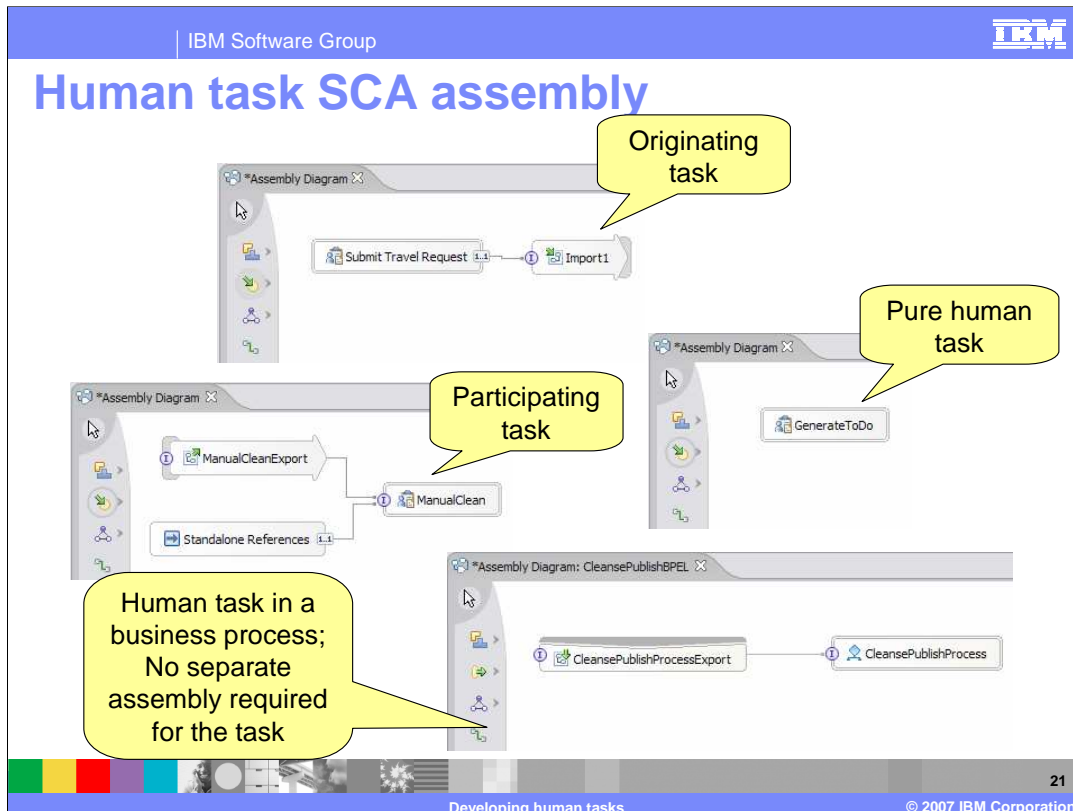 IBM Software Group
IBM
Human task SCA assembly
Originating
task
*Assembly Diagram
Submit Travel Request
1..1
I
Import1
Pure human
task
*Assembly Diagram
GenerateToDo
Participating
task
*Assembly Diagram
I
ManualCleanExport
I
ManualClean
Standalone References
1..1
*Assembly Diagram: CleansePublishBPEL
I
CleansePublishProcessExport
I
CleansePublishProcess
Human task in a
business process;
No separate
assembly required
for the task
21
Developing human tasks
© 2007 IBM Corporation